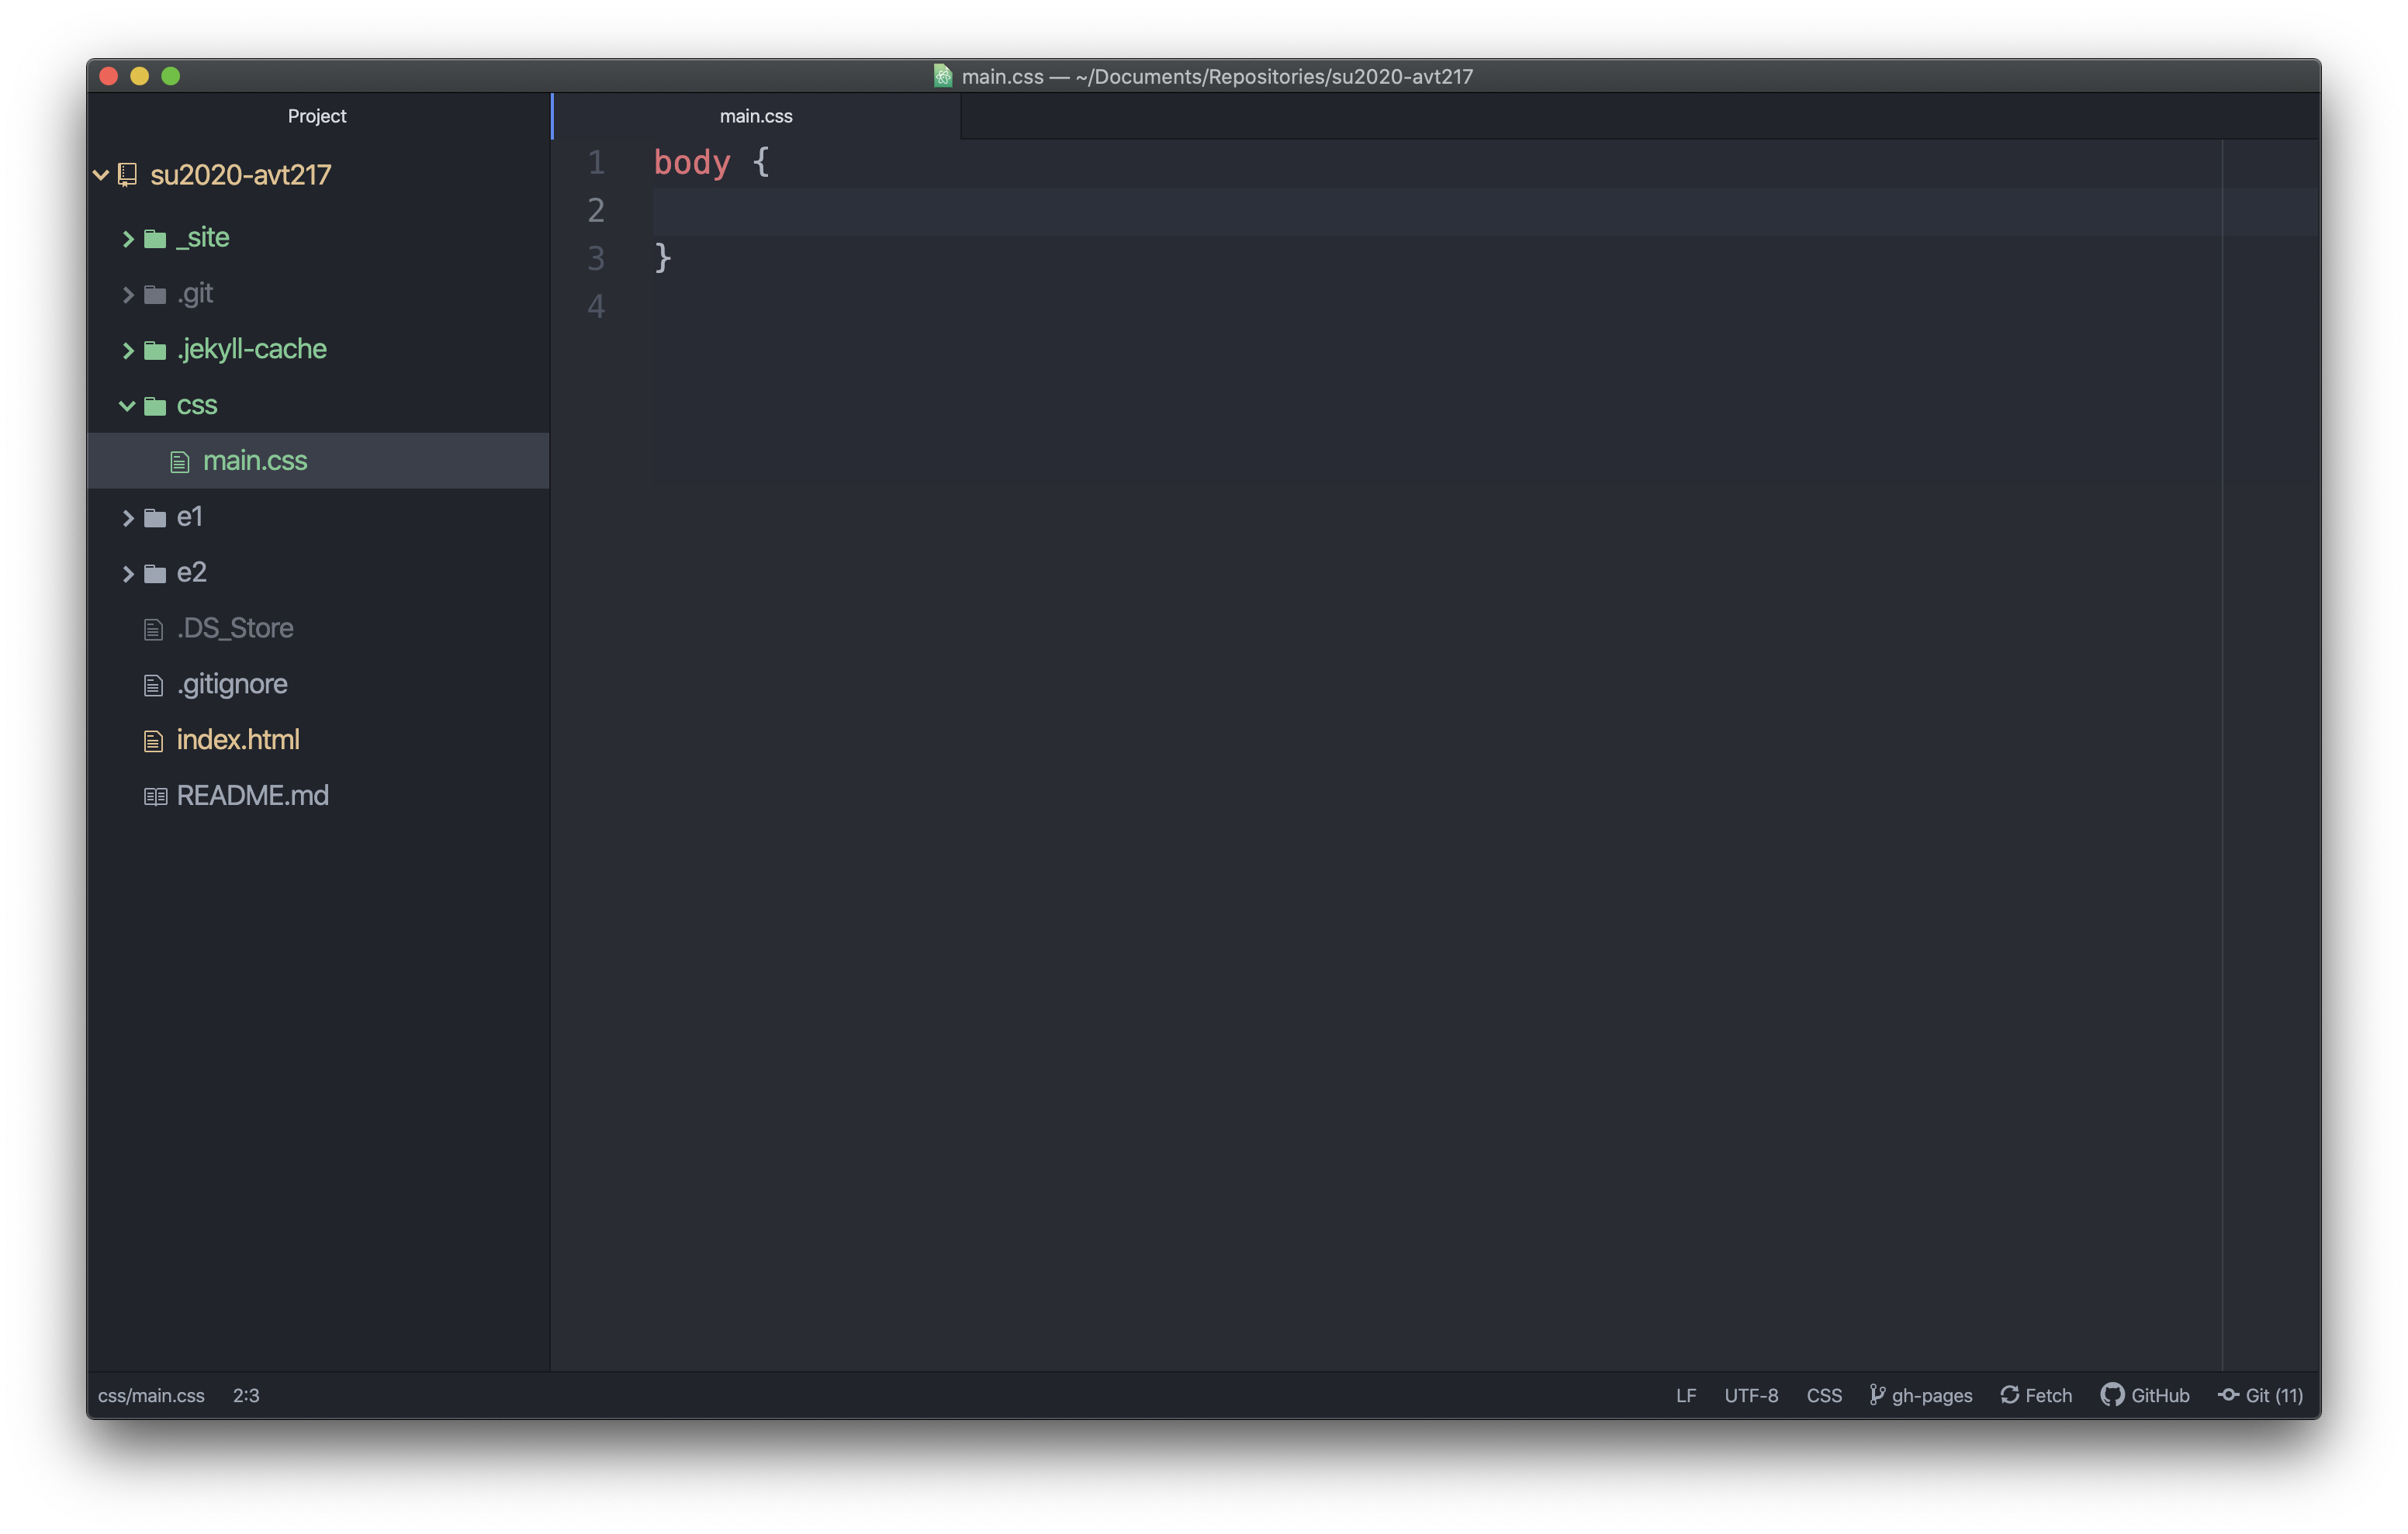 main.css — ~/Documents/Repositories/su2020-avt217
Project
main.css
su2020-avt217
_site
.git
.jekyll-cache
css
main.css
e1
e2
.DS_Store
.gitignore
index.html
README.md
1 body {
2
3 }
4
css/main.css 2:3 LF UTF-8 CSS gh-pages Fetch GitHub Git (11)